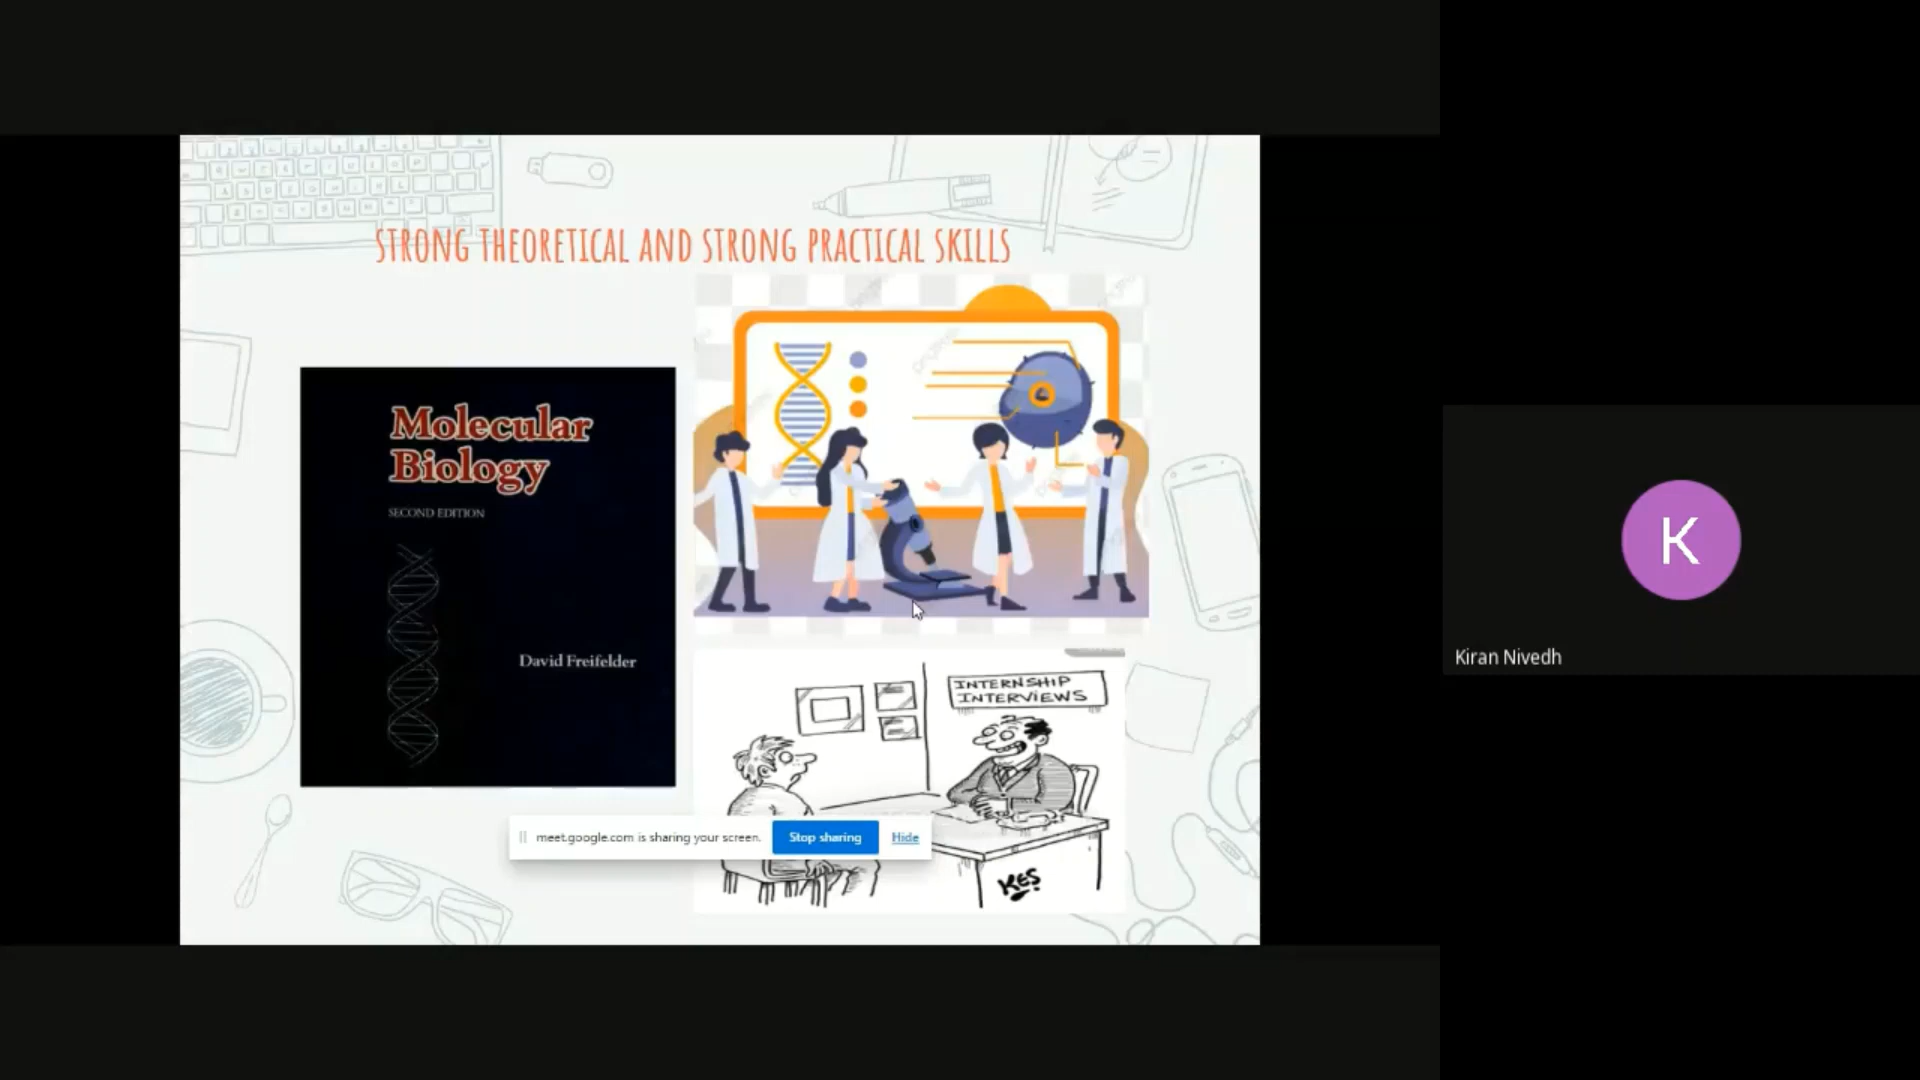 STRONG THEORETICAL AND STRONG PRACTICAL SKILLS
Molecular
Biology
SECOND EDITION
David Freifelder
INTERNSHIP
INTERVIEWS
KES
meet.google.com is sharing your screen.
Stop sharing
Hide
K
Kiran Nivedh